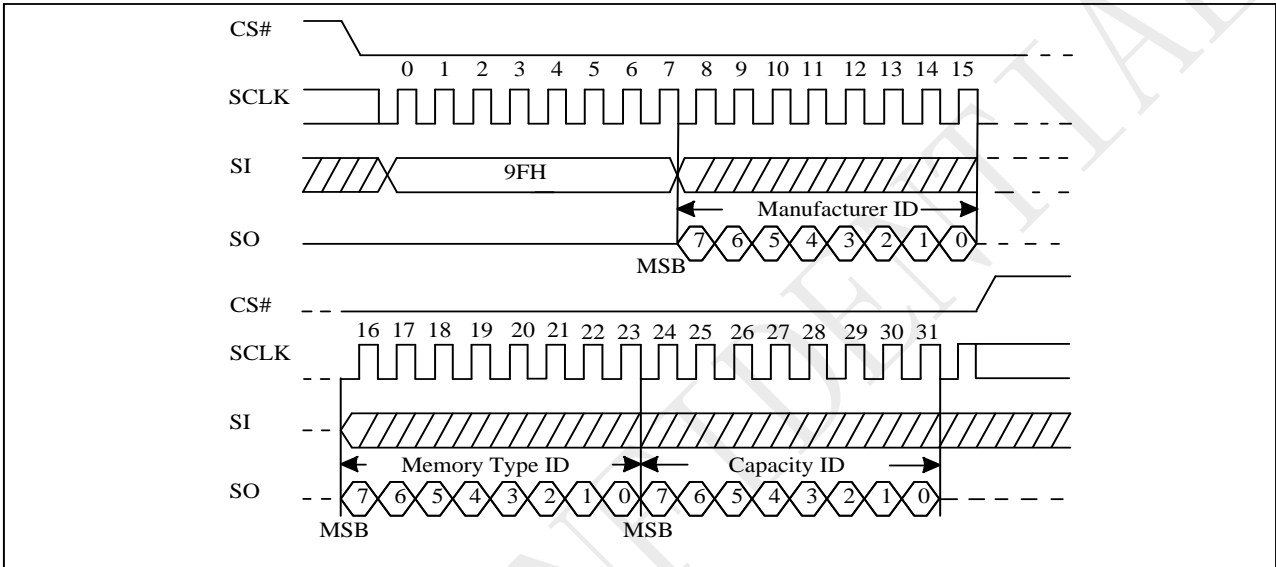 CS#
0 1 2 3 4 5 6 7 8 9 10 11 12 13 14 15
SCLK
SI
9FH
Manufacturer ID
SO
7 6 5 4 3 2 1 0
MSB
CS#
16 17 18 19 20 21 22 23 24 25 26 27 28 29 30 31
SCLK
SI
Memory Type ID Capacity ID
SO
7 6 5 4 3 2 1 0 7 6 5 4 3 2 1 0
MSB MSB
NFIDENTIAL